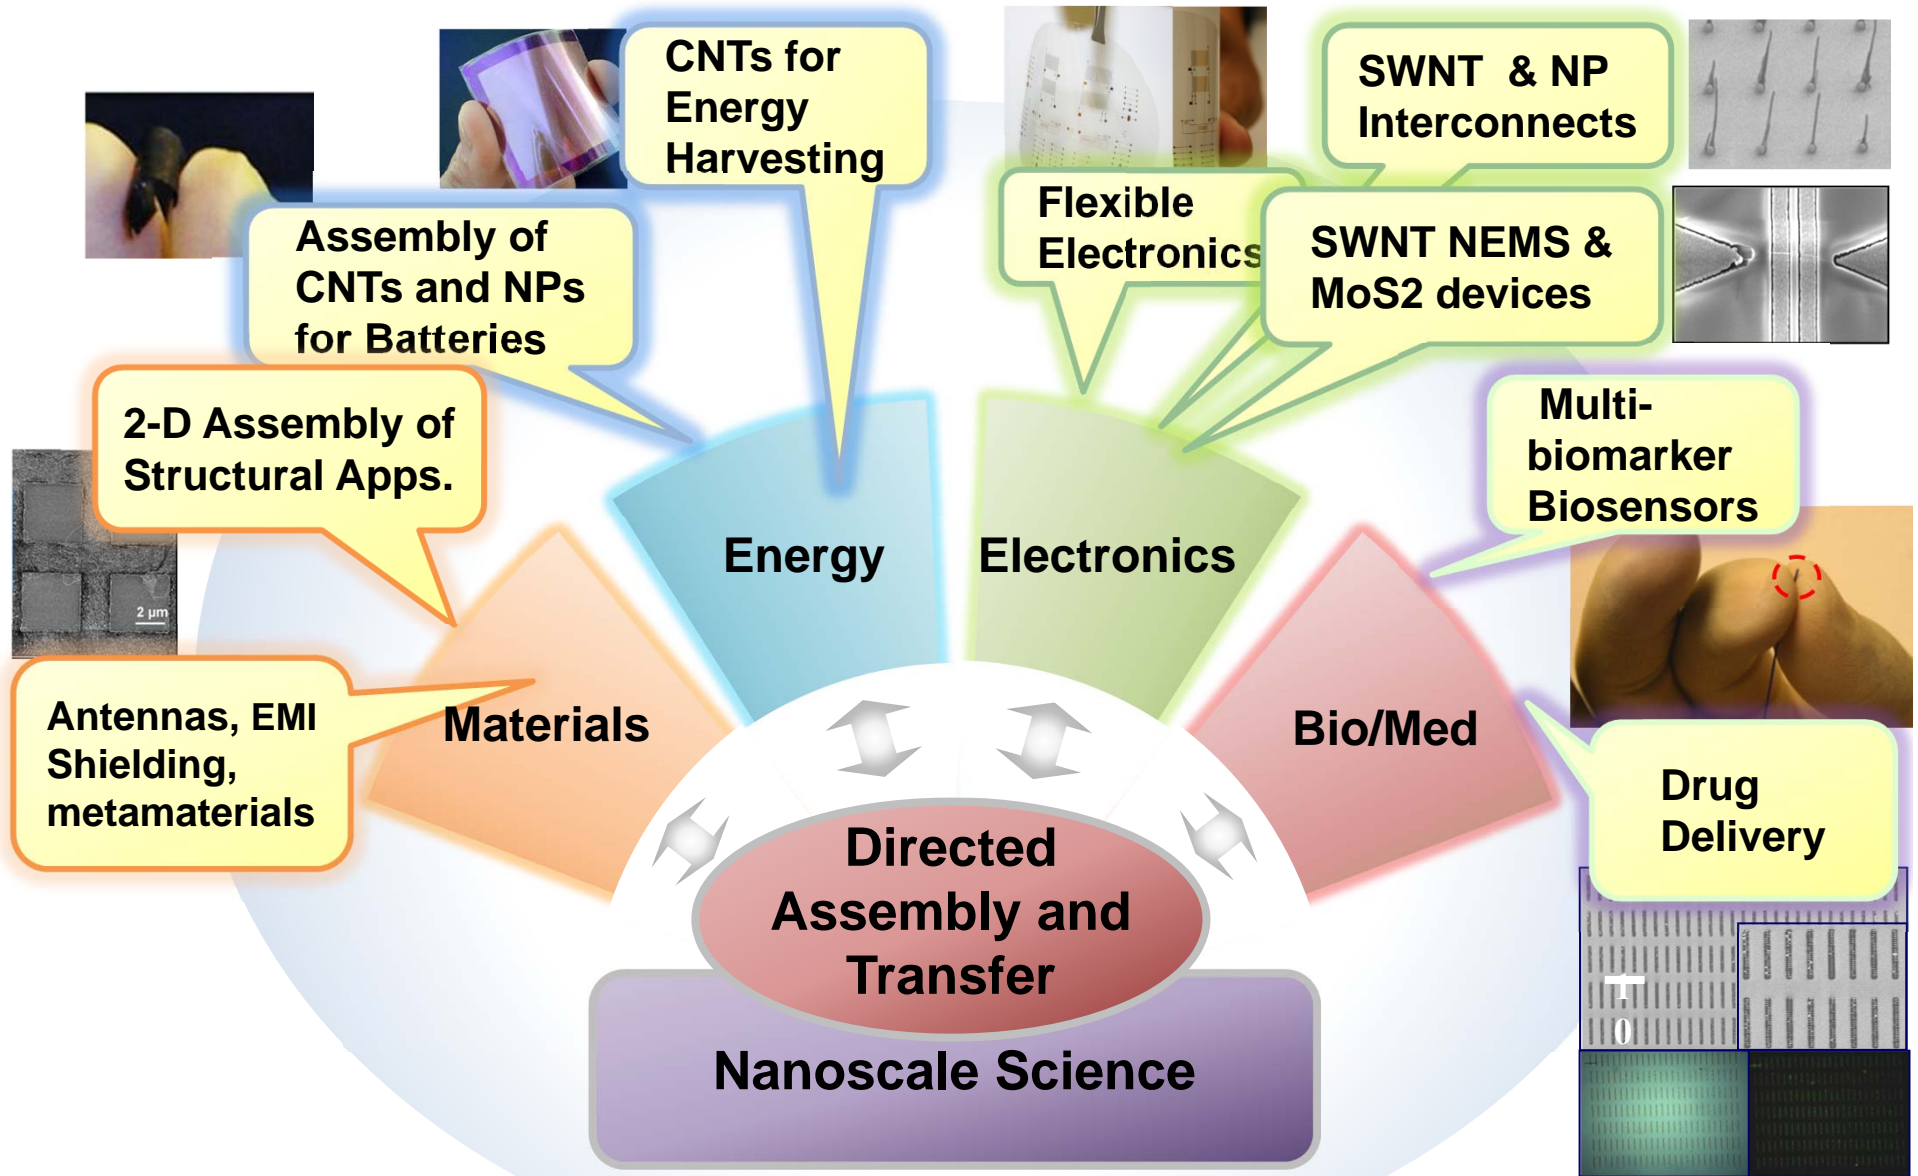 CNTs for
Energy
Harvesting
SWNT & NP
Interconnects
Flexible
Electronics
Assembly of
CNTs and NPs
for Batteries
SWNT NEMS &
MoS2 devices
2-D Assembly of
Structural Apps.
Multi-
biomarker
Biosensors
Energy
Electronics
2 µm
Antennas, EMI
Shielding,
metamaterials
Materials
Bio/Med
Drug
Delivery
Directed
Assembly and
Transfer
1
0
Nanoscale Science